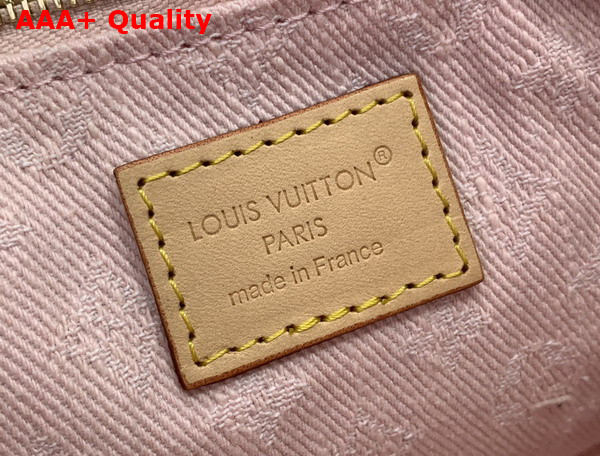 AAA+ Quality
LOUIS VUITTON®
PARIS
made in France